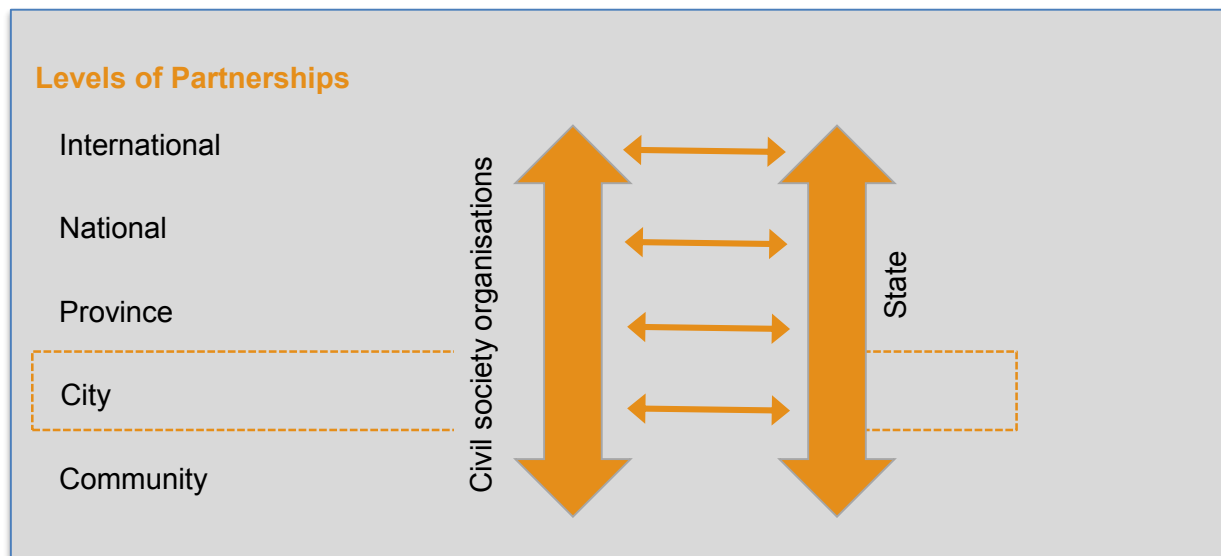 Levels of Partnerships
International
National
Province
City
Community
Civil society organisations
State